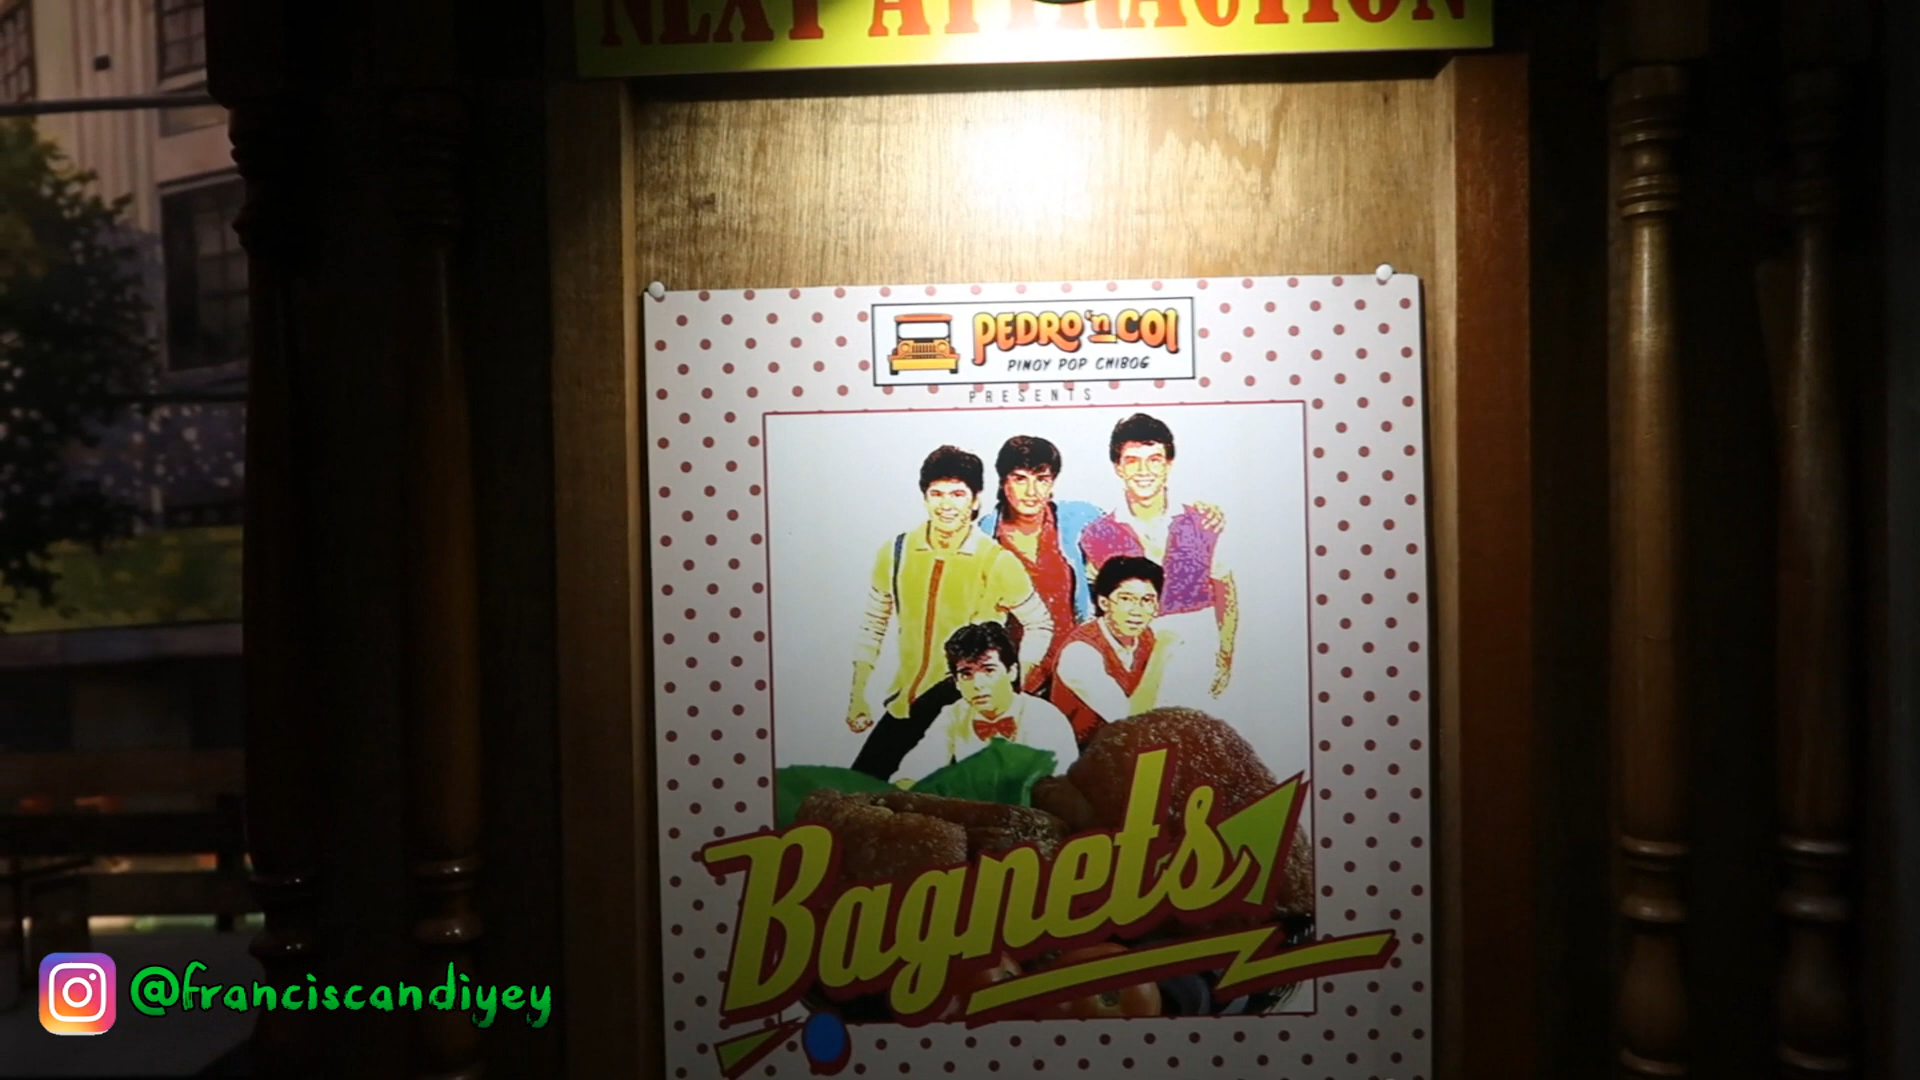 NEXT ATTRACTION
PEDRO 'n COI
PINOY POP CHIBOG
PRESENTS
Bagnets
@franciscandiyey